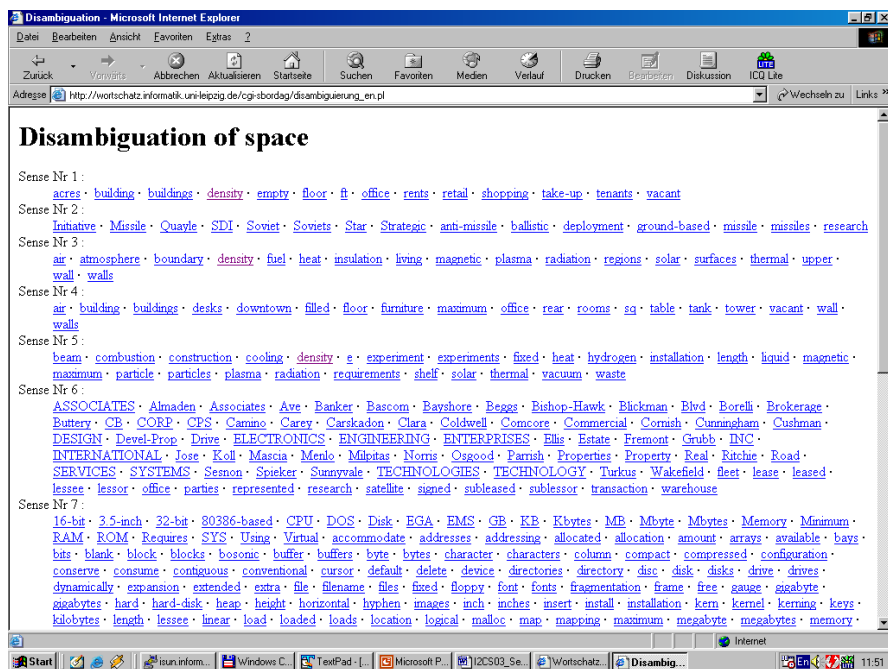 Disambiguation - Microsoft Internet Explorer
Datei Bearbeiten Ansicht Favoriten Extras ?
Zurück Vorwärts Abbrechen Aktualisieren Startseite Suchen Favoriten Medien Verlauf Drucken Bearbeiten Diskussion ICQ Lite
Adresse http://wortschatz.informatik.uni-leipzig.de/cgi-sbordag/disambiguierung_en.pl Wechseln zu Links »
Disambiguation of space
Sense Nr 1 :
acres · building · buildings · density · empty · floor · ft · office · rents · retail · shopping · take-up · tenants · vacant
Sense Nr 2 :
Initiative · Missile · Quayle · SDI · Soviet · Soviets · Star · Strategic · anti-missile · ballistic · deployment · ground-based · missile · missiles · research
Sense Nr 3 :
air · atmosphere · boundary · density · fuel · heat · insulation · living · magnetic · plasma · radiation · regions · solar · surfaces · thermal · upper ·
wall · walls
Sense Nr 4 :
air · building · buildings · desks · downtown · filled · floor · furniture · maximum · office · rear · rooms · sq · table · tank · tower · vacant · wall ·
walls
Sense Nr 5 :
beam · combustion · construction · cooling · density · e · experiment · experiments · fixed · heat · hydrogen · installation · length · liquid · magnetic ·
maximum · particle · particles · plasma · radiation · requirements · shelf · solar · thermal · vacuum · waste
Sense Nr 6 :
ASSOCIATES · Almaden · Associates · Ave · Banker · Bascom · Bayshore · Beggs · Bishop-Hawk · Blickman · Blvd · Borelli · Brokerage ·
Buttery · CB · CORP · CPS · Camino · Carey · Carskadon · Clara · Coldwell · Comcore · Commercial · Cornish · Cunningham · Cushman ·
DESIGN · Devel-Prop · Drive · ELECTRONICS · ENGINEERING · ENTERPRISES · Ellis · Estate · Fremont · Grubb · INC ·
INTERNATIONAL · Jose · Koll · Mascia · Menlo · Milpitas · Norris · Osgood · Parrish · Properties · Property · Real · Ritchie · Road ·
SERVICES · SYSTEMS · Sesnon · Spieker · Sunnyvale · TECHNOLOGIES · TECHNOLOGY · Turkus · Wakefield · fleet · lease · leased ·
lessee · lessor · office · parties · represented · research · satellite · signed · subleased · sublessor · transaction · warehouse
Sense Nr 7 :
16-bit · 3.5-inch · 32-bit · 80386-based · CPU · DOS · Disk · EGA · EMS · GB · KB · Kbytes · MB · Mbyte · Mbytes · Memory · Minimum ·
RAM · ROM · Requires · SYS · Using · Virtual · accommodate · addresses · addressing · allocated · allocation · amount · arrays · available · bays ·
bits · blank · block · blocks · bosonic · buffer · buffers · byte · bytes · character · characters · column · compact · compressed · configuration ·
conserve · consume · contiguous · conventional · cursor · default · delete · device · directories · directory · disc · disk · disks · drive · drives ·
dynamically · expansion · extended · extra · file · filename · files · fixed · floppy · font · fonts · fragmentation · frame · free · gauge · gigabyte ·
gigabytes · hard · hard-disk · heap · height · horizontal · hyphen · images · inch · inches · insert · install · installation · kern · kernel · kerning · keys ·
kilobytes · length · lessee · linear · load · loaded · loads · location · logical · malloc · map · mapping · maximum · megabyte · megabytes · memory ·
Internet
Start isun.inform... Windows C... TextPad - [... Microsoft P... I2CS03_Se... Wortschatz... Disambig... En 11:51